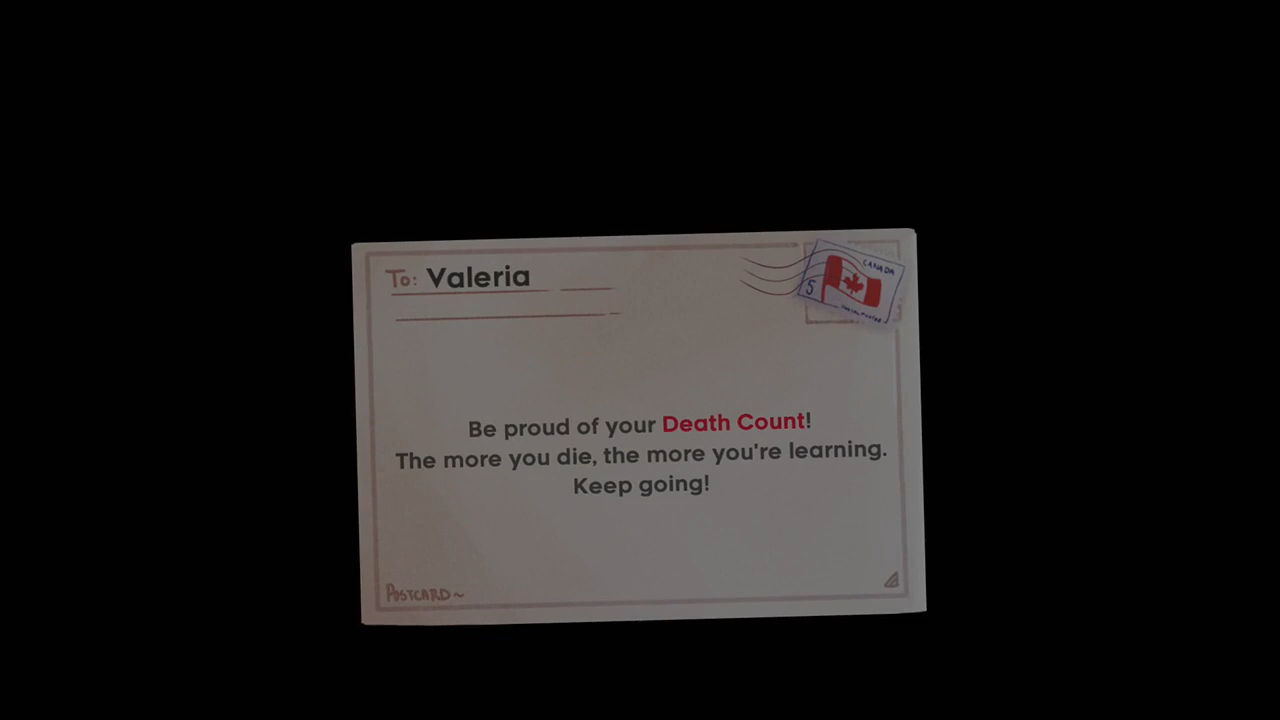 To: Valeria
CANADA
5
Be proud of your Death Count!
The more you die, the more you're learning.
Keep going!
POSTCARD~